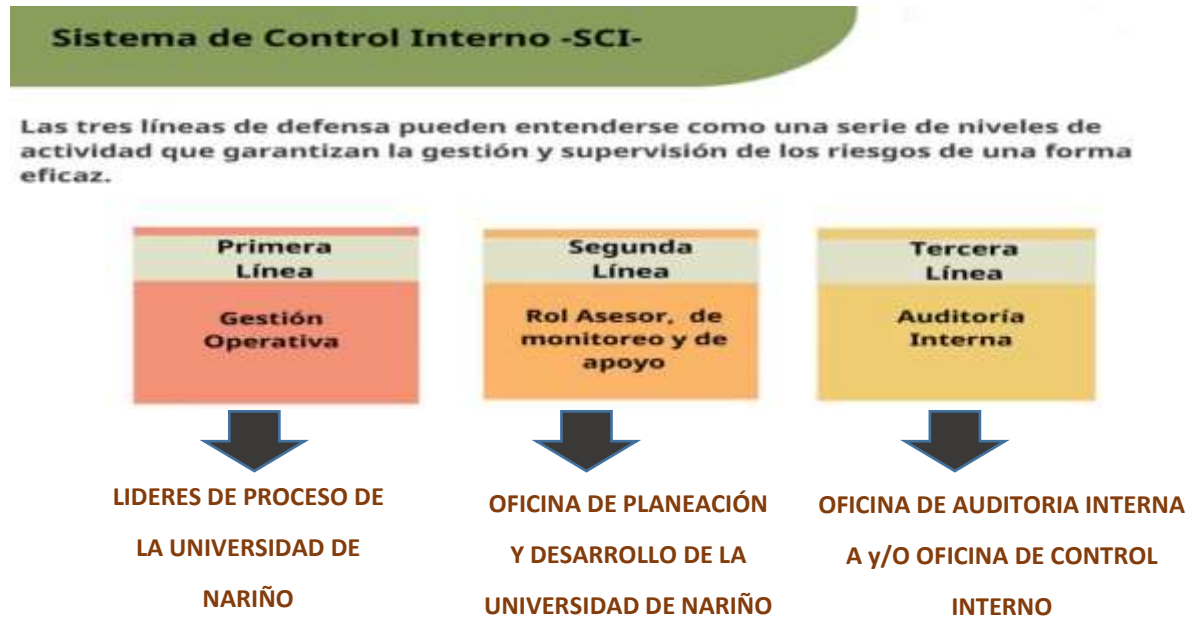 Sistema de Control Interno -SCI-
Las tres líneas de defensa pueden entenderse como una serie de niveles de
actividad que garantizan la gestión y supervisión de los riesgos de una forma
eficaz.
Primera
Línea
Gestión
Operativa
Segunda
Línea
Rol Asesor, de
monitoreo y de
apoyo
Tercera
Línea
Auditoría
Interna
LIDERES DE PROCESO DE
LA UNIVERSIDAD DE
NARIÑO
OFICINA DE PLANEACIÓN
Y DESARROLLO DE LA
UNIVERSIDAD DE NARIÑO
OFICINA DE AUDITORIA INTERNA
A y/O OFICINA DE CONTROL
INTERNO